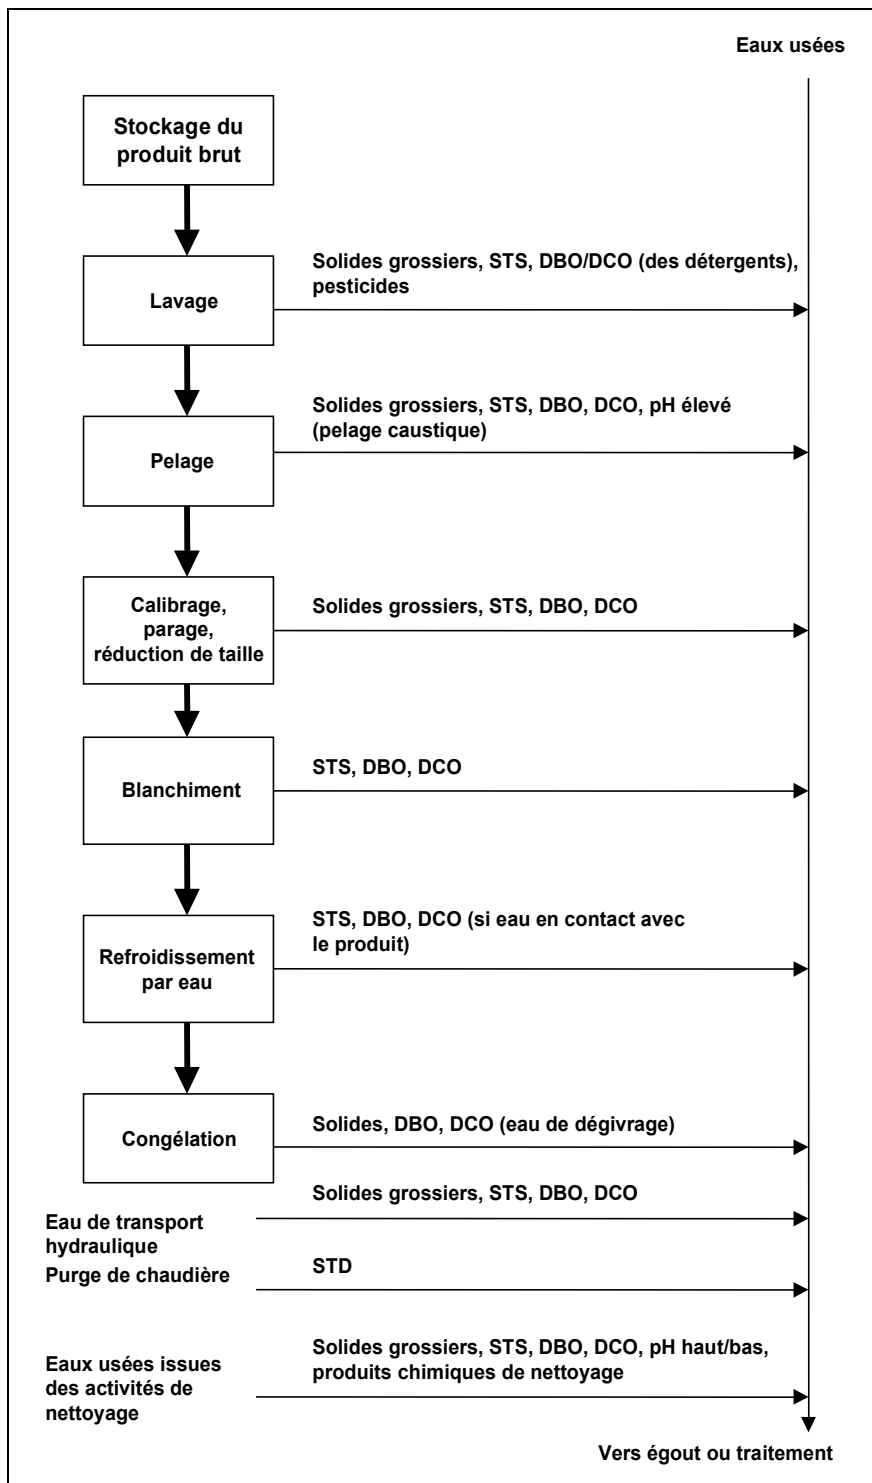 Eaux usées
Stockage du
produit brut
Solides grossiers, STS, DBO/DCO (des détergents),
pesticides
Lavage
Solides grossiers, STS, DBO, DCO, pH élevé
(pelage caustique)
Pelage
Calibrage,
parage,
réduction de taille
Solides grossiers, STS, DBO, DCO
Blanchiment
STS, DBO, DCO
STS, DBO, DCO (si eau en contact avec
le produit)
Refroidissement
par eau
Congélation
Solides, DBO, DCO (eau de dégivrage)
Solides grossiers, STS, DBO, DCO
Eau de transport
hydraulique
Purge de chaudière
STD
Solides grossiers, STS, DBO, DCO, pH haut/bas,
produits chimiques de nettoyage
Eaux usées issues
des activités de
nettoyage
Vers égout ou traitement